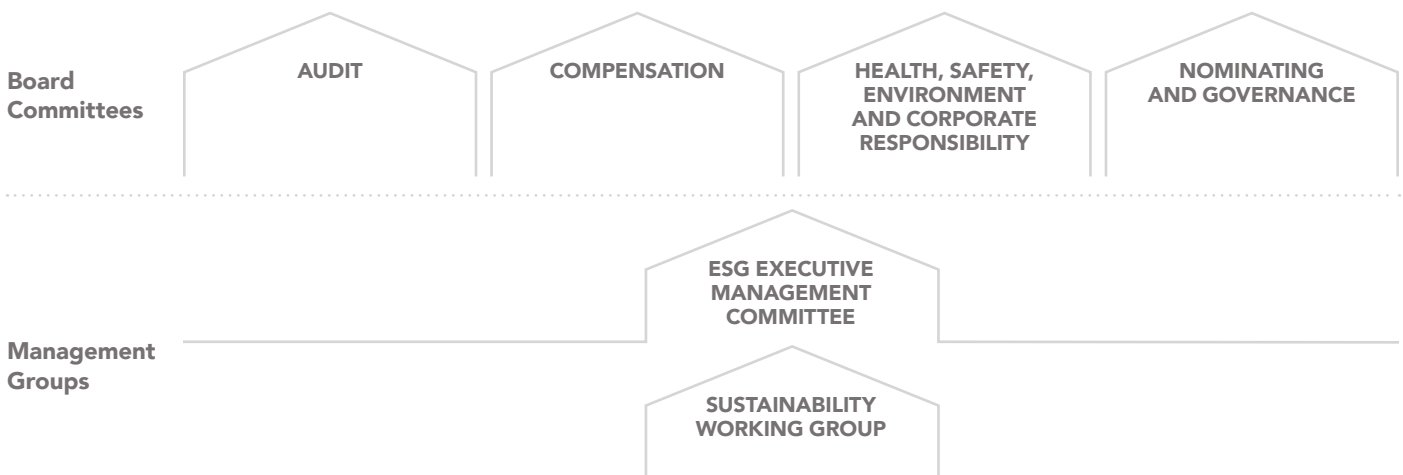 Board
Committees
AUDIT
COMPENSATION
HEALTH, SAFETY,
ENVIRONMENT
AND CORPORATE
RESPONSIBILITY
NOMINATING
AND GOVERNANCE
Management
Groups
ESG EXECUTIVE
MANAGEMENT
COMMITTEE
SUSTAINABILITY
WORKING GROUP